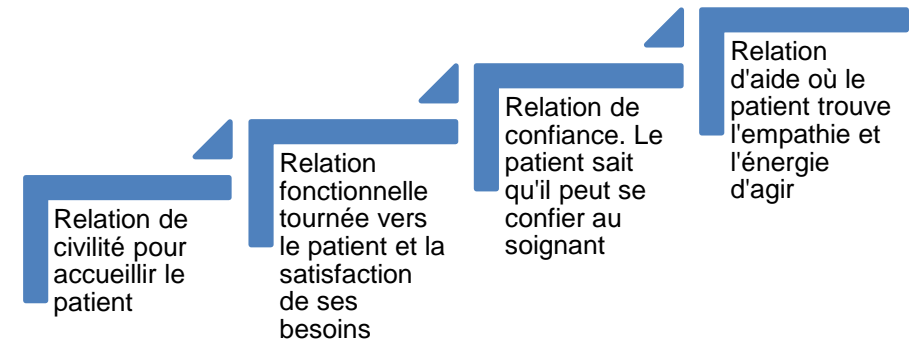 Relation de
civilité pour
accueillir le
patient
Relation
fonctionnelle
tournée vers
le patient et la
satisfaction
de ses
besoins
Relation de
confiance. Le
patient sait
qu'il peut se
confier au
soignant
Relation
d'aide où le
patient trouve
l'empathie et
l'énergie
d'agir